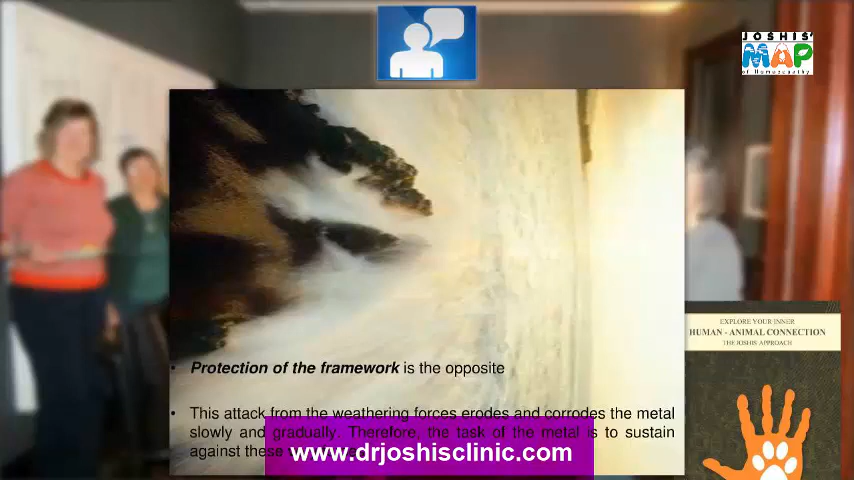 JOSHIS'
MAP
of Homeopathy
EXPLORE YOUR INNER
HUMAN - ANIMAL CONNECTION
THE JOSHIS' APPROACH
• Protection of the framework is the opposite
• This attack from the weathering forces erodes and corrodes the metal
slowly and gradually. Therefore, the task of the metal is to sustain
against these
www.drjoshisclinic.com